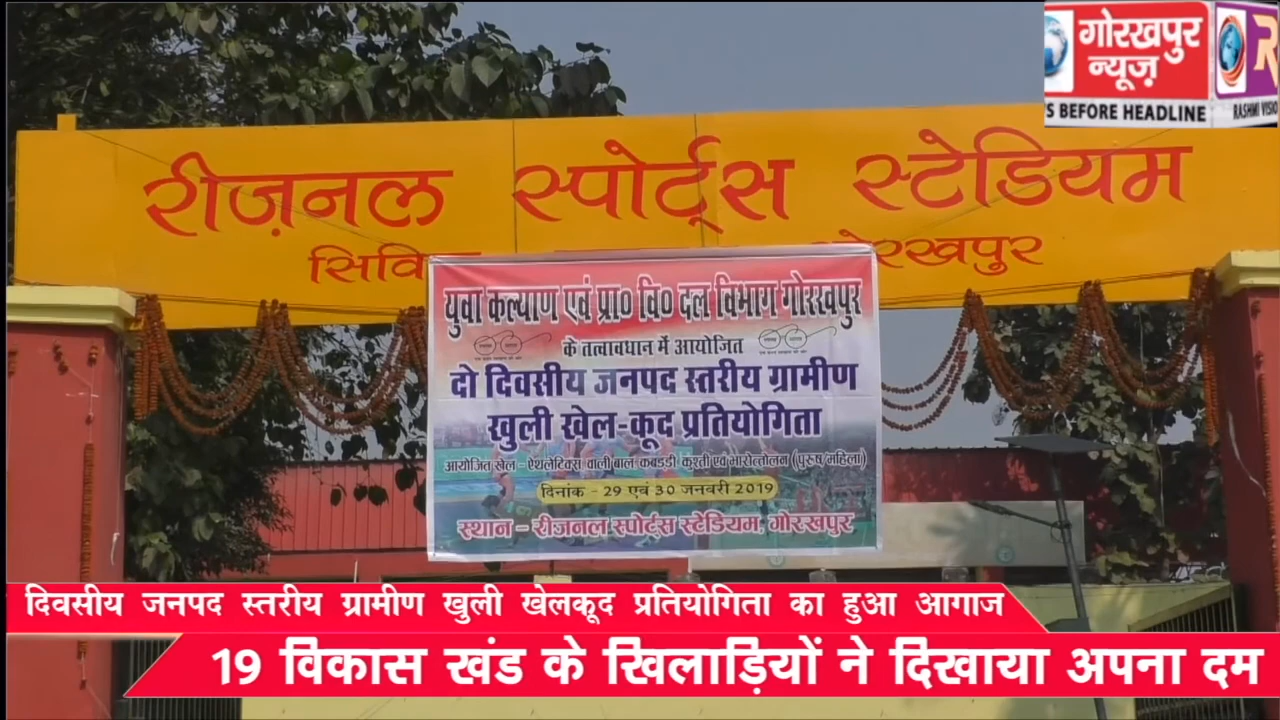 गोरखपुर
न्यूज़
S BEFORE HEADLINE
R
RASHMI VISIO
रीज़नल स्पोर्ट्स स्टेडियम
सिवि
गोरखपुर
युवा कल्याण एवं प्रा० वि० दल विभाग गोरखपुर
के तत्वावधान में आयोजित
दो दिवसीय जनपद स्तरीय ग्रामीण
खुली खेल-कूद प्रतियोगिता
आयोजित खेल - ऐथलेटिक्स वालीबाल कबड्डी कुश्ती एवं भारोत्तोलन (पुरुष/महिला)
दिनांक - 29 एवं 30 जनवरी 2019
स्थान - रीजनल स्पोर्ट्स स्टेडियम, गोरखपुर
दिवसीय जनपद स्तरीय ग्रामीण खुली खेलकूद प्रतियोगिता का हुआ आगाज
19 विकास खंड के खिलाड़ियों ने दिखाया अपना दम